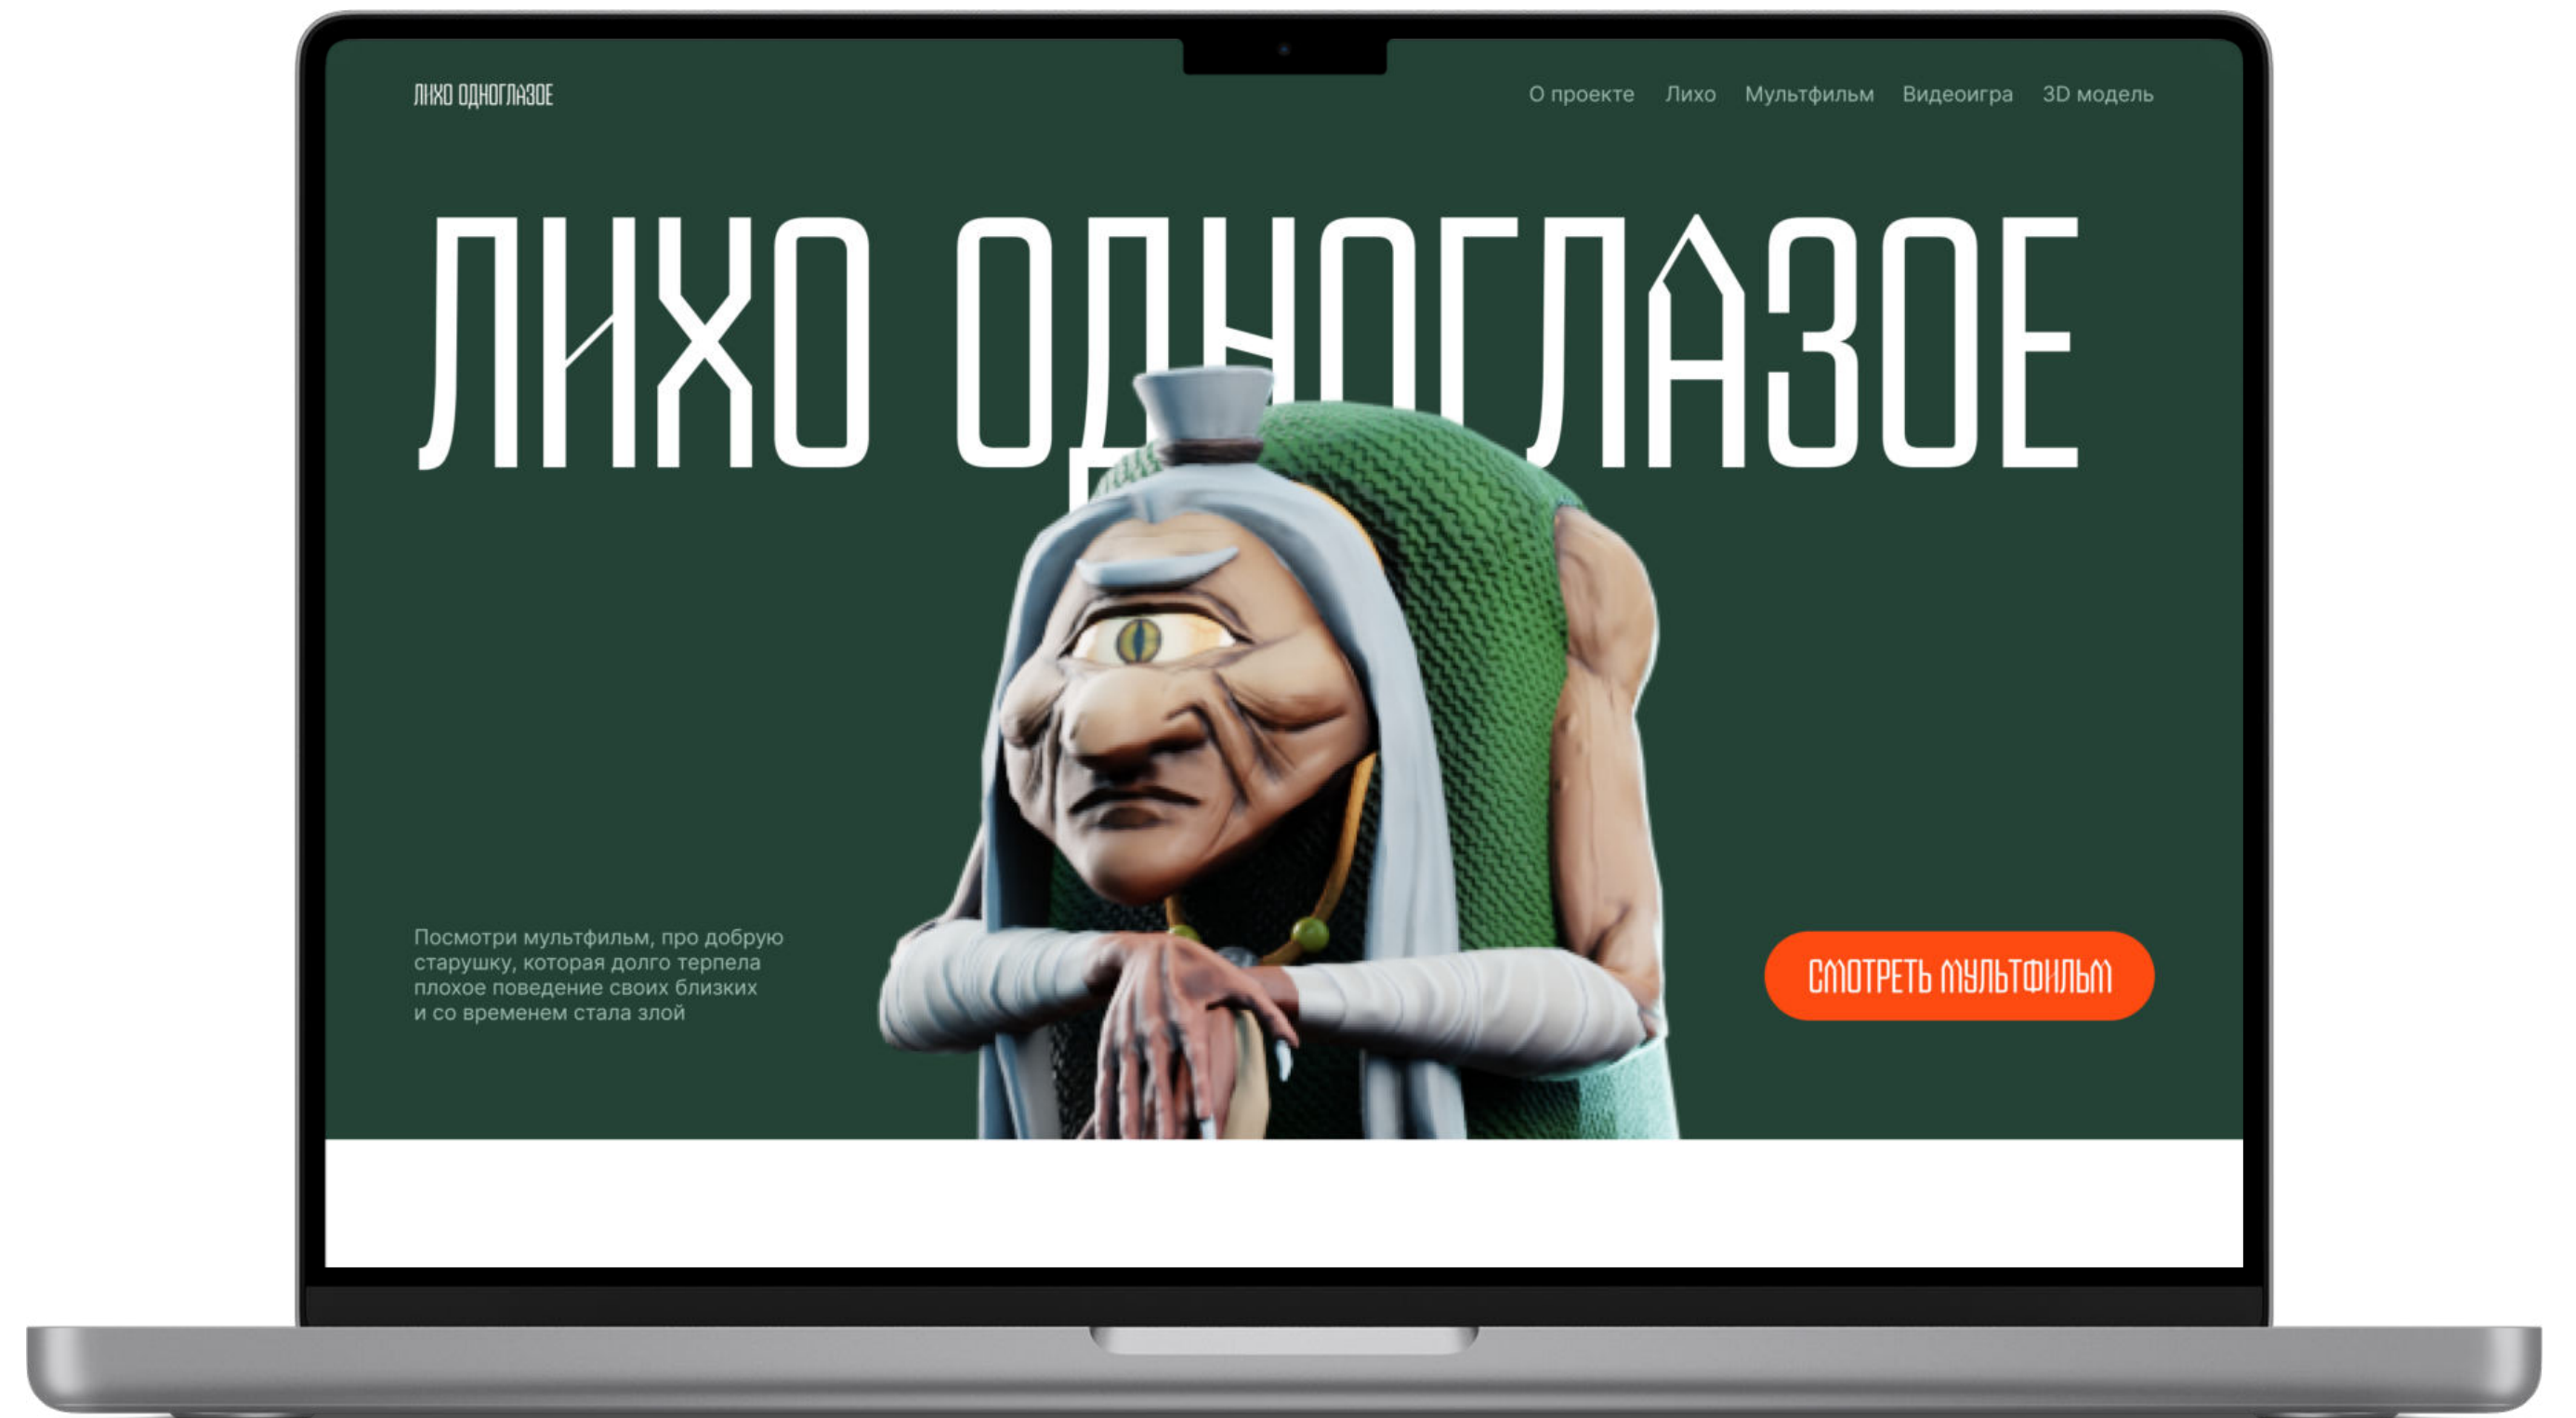 ЛИХО ОДНОГЛАЗОЕ
О проекте Лихо Мультфильм Видеоигра 3D модель
ЛИХО ОДНОГЛАЗОЕ
Посмотри мультфильм, про добрую
старушку, которая долго терпела
плохое поведение своих близких
и со временем стала злой
СМОТРЕТЬ МУЛЬТФИЛЬМ